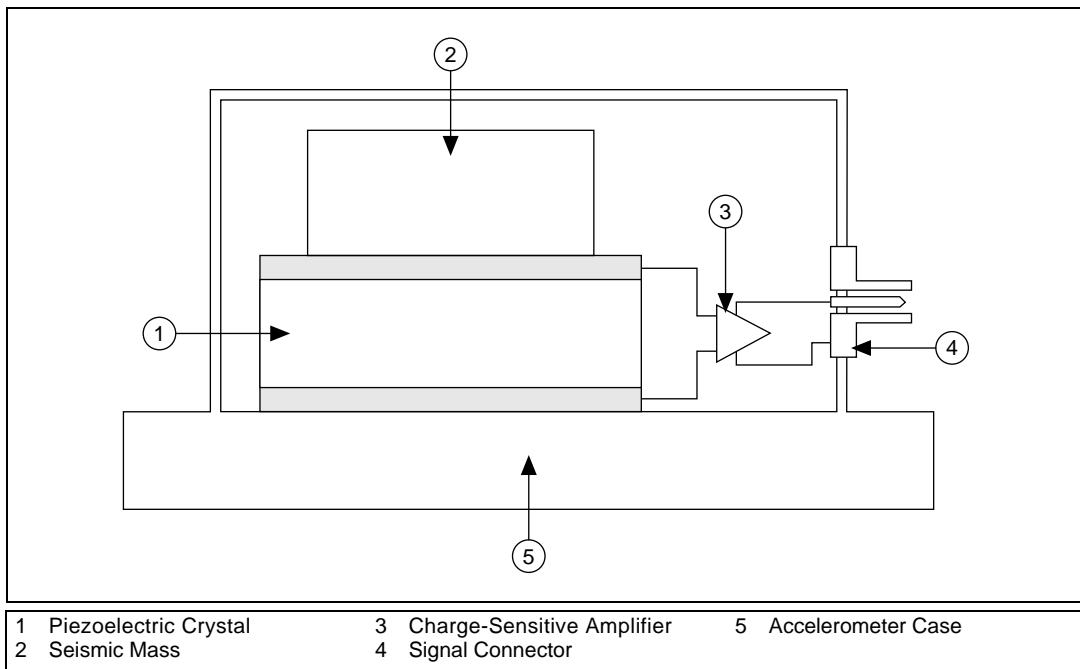 2
3
1
4
5
1 Piezoelectric Crystal 3 Charge-Sensitive Amplifier 5 Accelerometer Case
2 Seismic Mass 4 Signal Connector